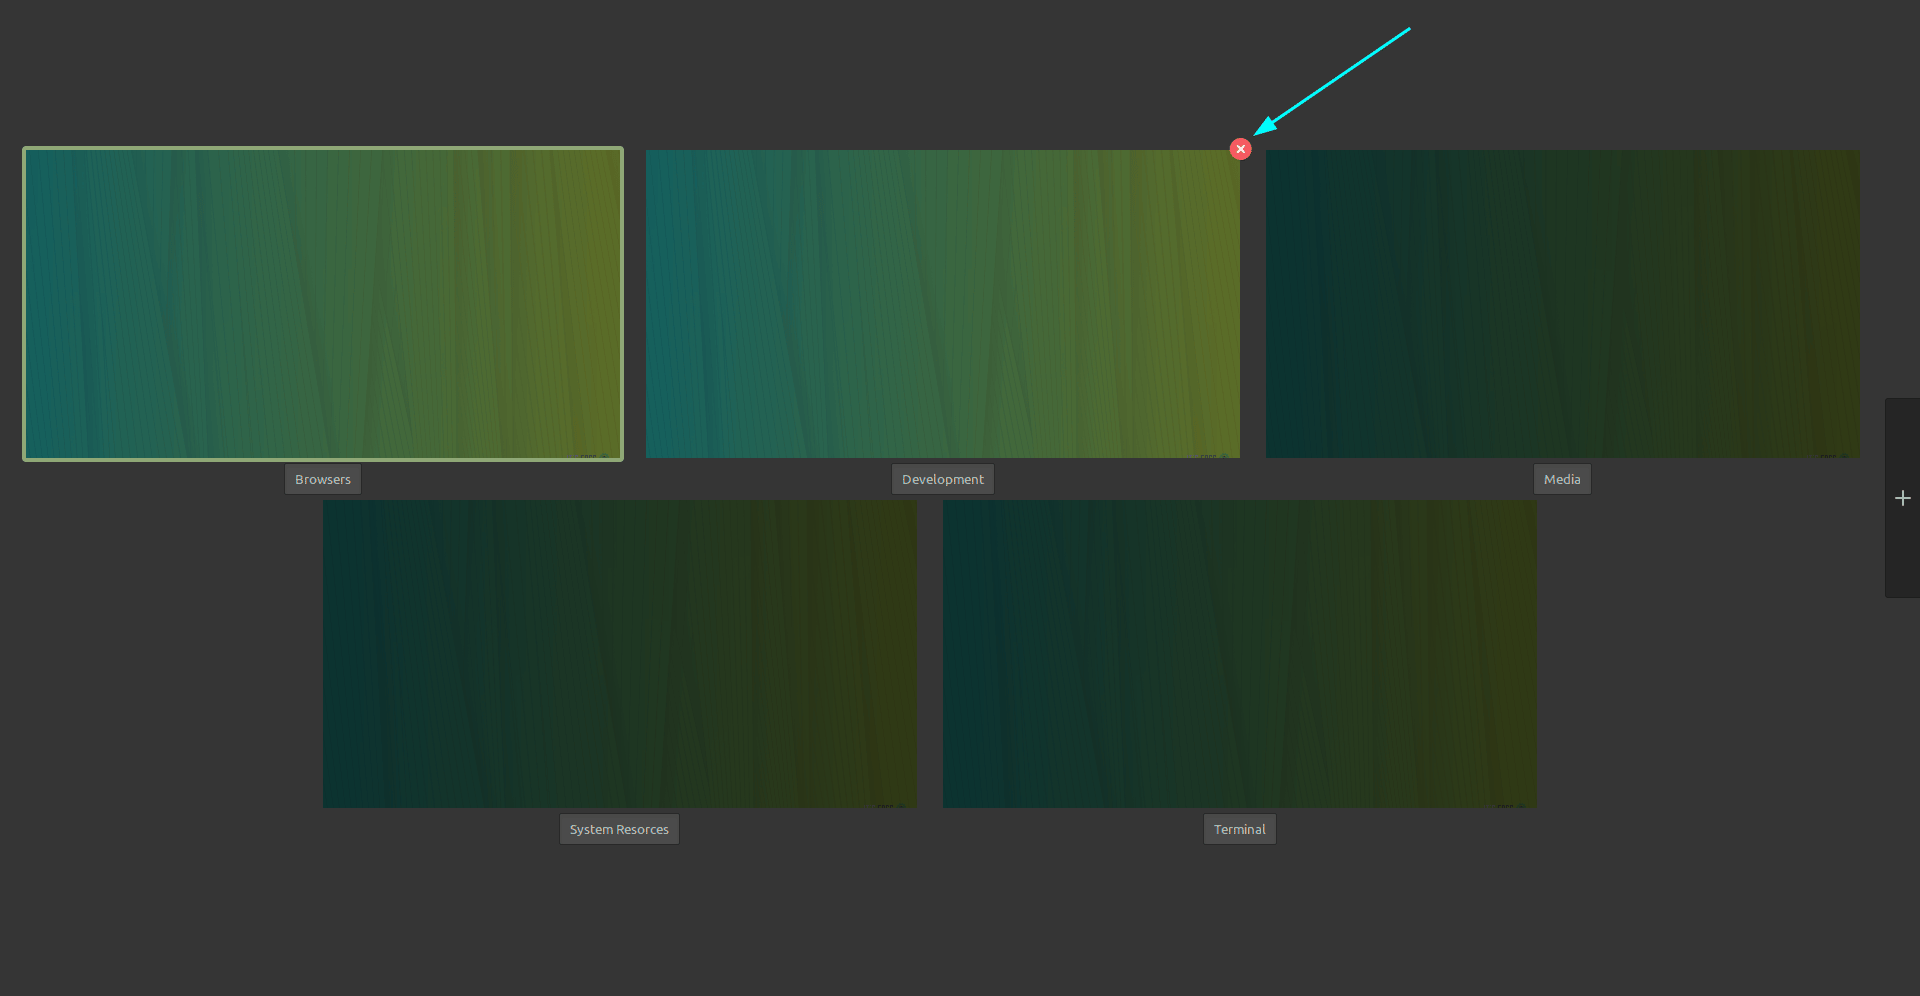 Browsers
Development
Media
System Resorces
Terminal